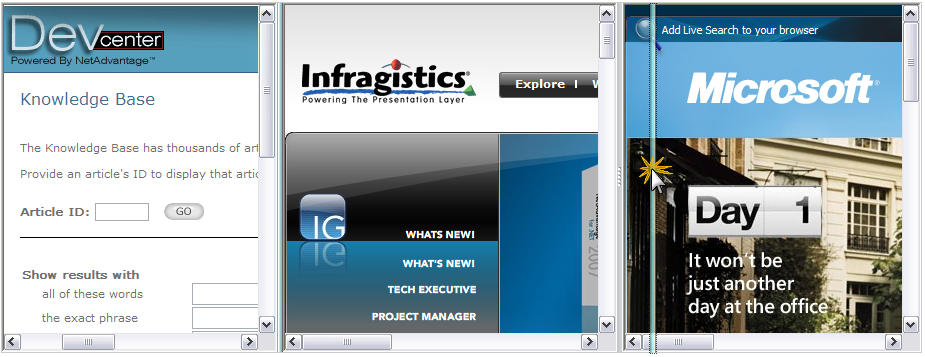 Dev center
Powered By NetAdvantage™
Knowledge Base
The Knowledge Base has thousands of art
Provide an article's ID to display that artic
Article ID:
GO
Show results with
all of these words
the exact phrase
Infragistics®
Powering The Presentation Layer
Explore | W
IG
WHATS NEW!
WHAT'S NEW!
TECH EXECUTIVE
PROJECT MANAGER
for .NET
2007
Add Live Search to your browser
Microsoft®
Day 1
It won't be
just another
day at the office